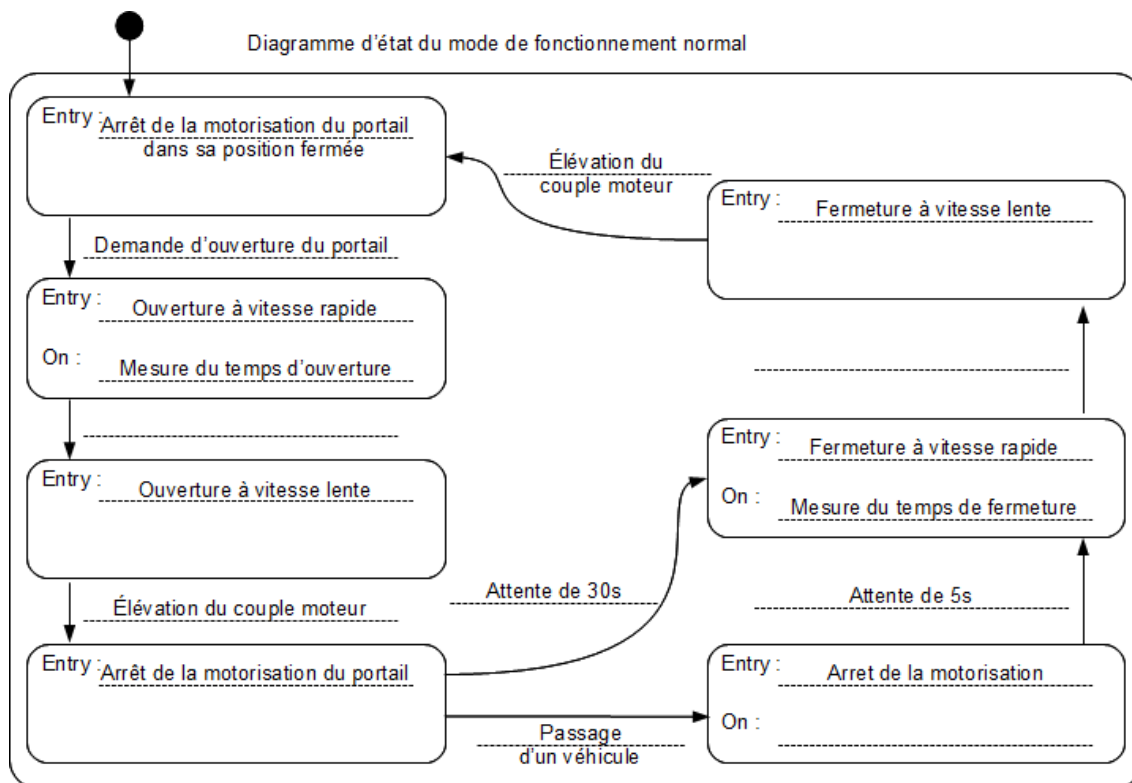 Diagramme d'état du mode de fonctionnement normal
Entry : Arrêt de la motorisation du portail
dans sa position fermée
Demande d'ouverture du portail
Entry : Ouverture à vitesse rapide
On : Mesure du temps d'ouverture
Entry : Ouverture à vitesse lente
Élévation du couple moteur
Entry : Arrêt de la motorisation du portail
Attente de 30s
Passage
d'un véhicule
Entry : Arret de la motorisation
On :
Attente de 5s
Entry : Fermeture à vitesse rapide
On : Mesure du temps de fermeture
Entry : Fermeture à vitesse lente
Élévation du
couple moteur